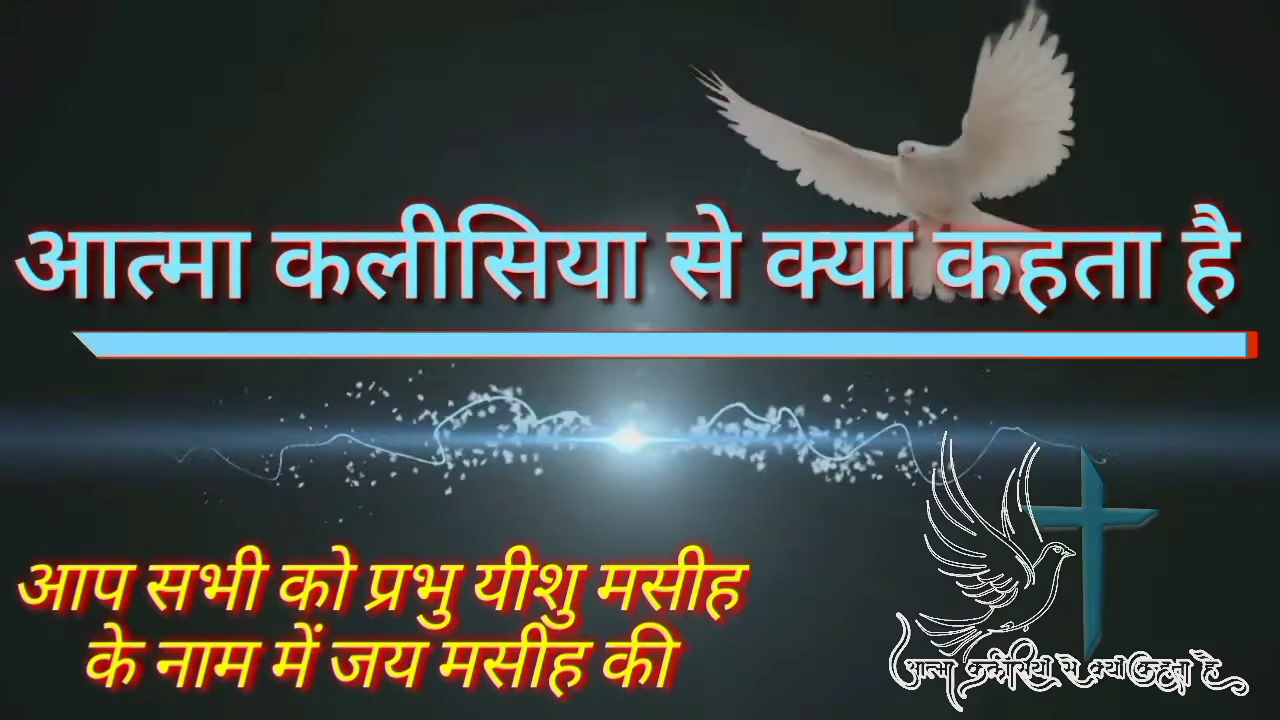 आत्मा कलीसिया से क्या कहता है
आप सभी को प्रभु यीशु मसीह
के नाम में जय मसीह की
आत्मा कलीसिया से क्या कहता है